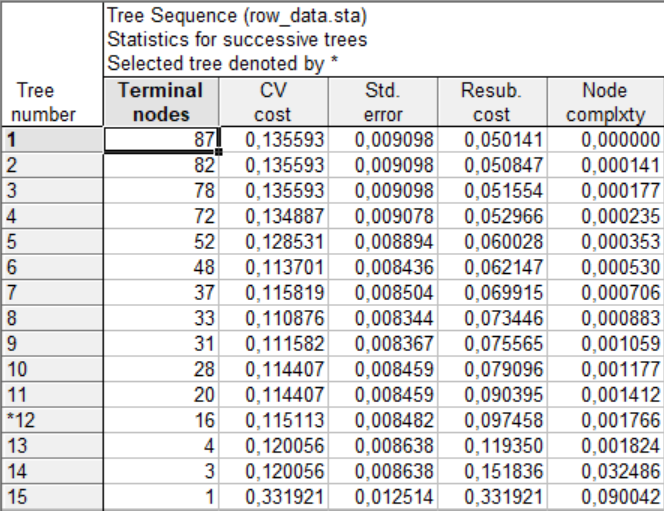 Tree Sequence (row_data.sta)
Statistics for successive trees
Selected tree denoted by *
Tree number Terminal nodes CV cost Std. error Resub. cost Node complxty
1 87 0,135593 0,009098 0,050141 0,000000
2 82 0,135593 0,009098 0,050847 0,000141
3 78 0,135593 0,009098 0,051554 0,000177
4 72 0,134887 0,009078 0,052966 0,000235
5 52 0,128531 0,008894 0,060028 0,000353
6 48 0,113701 0,008436 0,062147 0,000530
7 37 0,115819 0,008504 0,069915 0,000706
8 33 0,110876 0,008344 0,073446 0,000883
9 31 0,111582 0,008367 0,075565 0,001059
10 28 0,114407 0,008459 0,079096 0,001177
11 20 0,114407 0,008459 0,090395 0,001412
*12 16 0,115113 0,008482 0,097458 0,001766
13 4 0,120056 0,008638 0,119350 0,001824
14 3 0,120056 0,008638 0,151836 0,032486
15 1 0,331921 0,012514 0,331921 0,090042